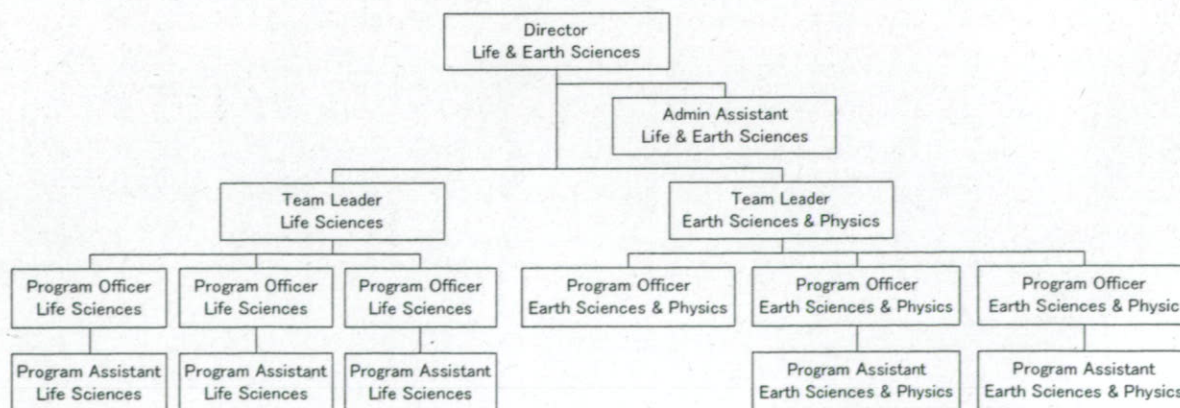 Director
Life & Earth Sciences
Admin Assistant
Life & Earth Sciences
Team Leader
Life Sciences
Team Leader
Earth Sciences & Physics
Program Officer
Life Sciences
Program Officer
Life Sciences
Program Officer
Life Sciences
Program Officer
Earth Sciences & Physics
Program Officer
Earth Sciences & Physics
Program Officer
Earth Sciences & Physic
Program Assistant
Life Sciences
Program Assistant
Life Sciences
Program Assistant
Life Sciences
Program Assistant
Earth Sciences & Physics
Program Assistant
Earth Sciences & Physics